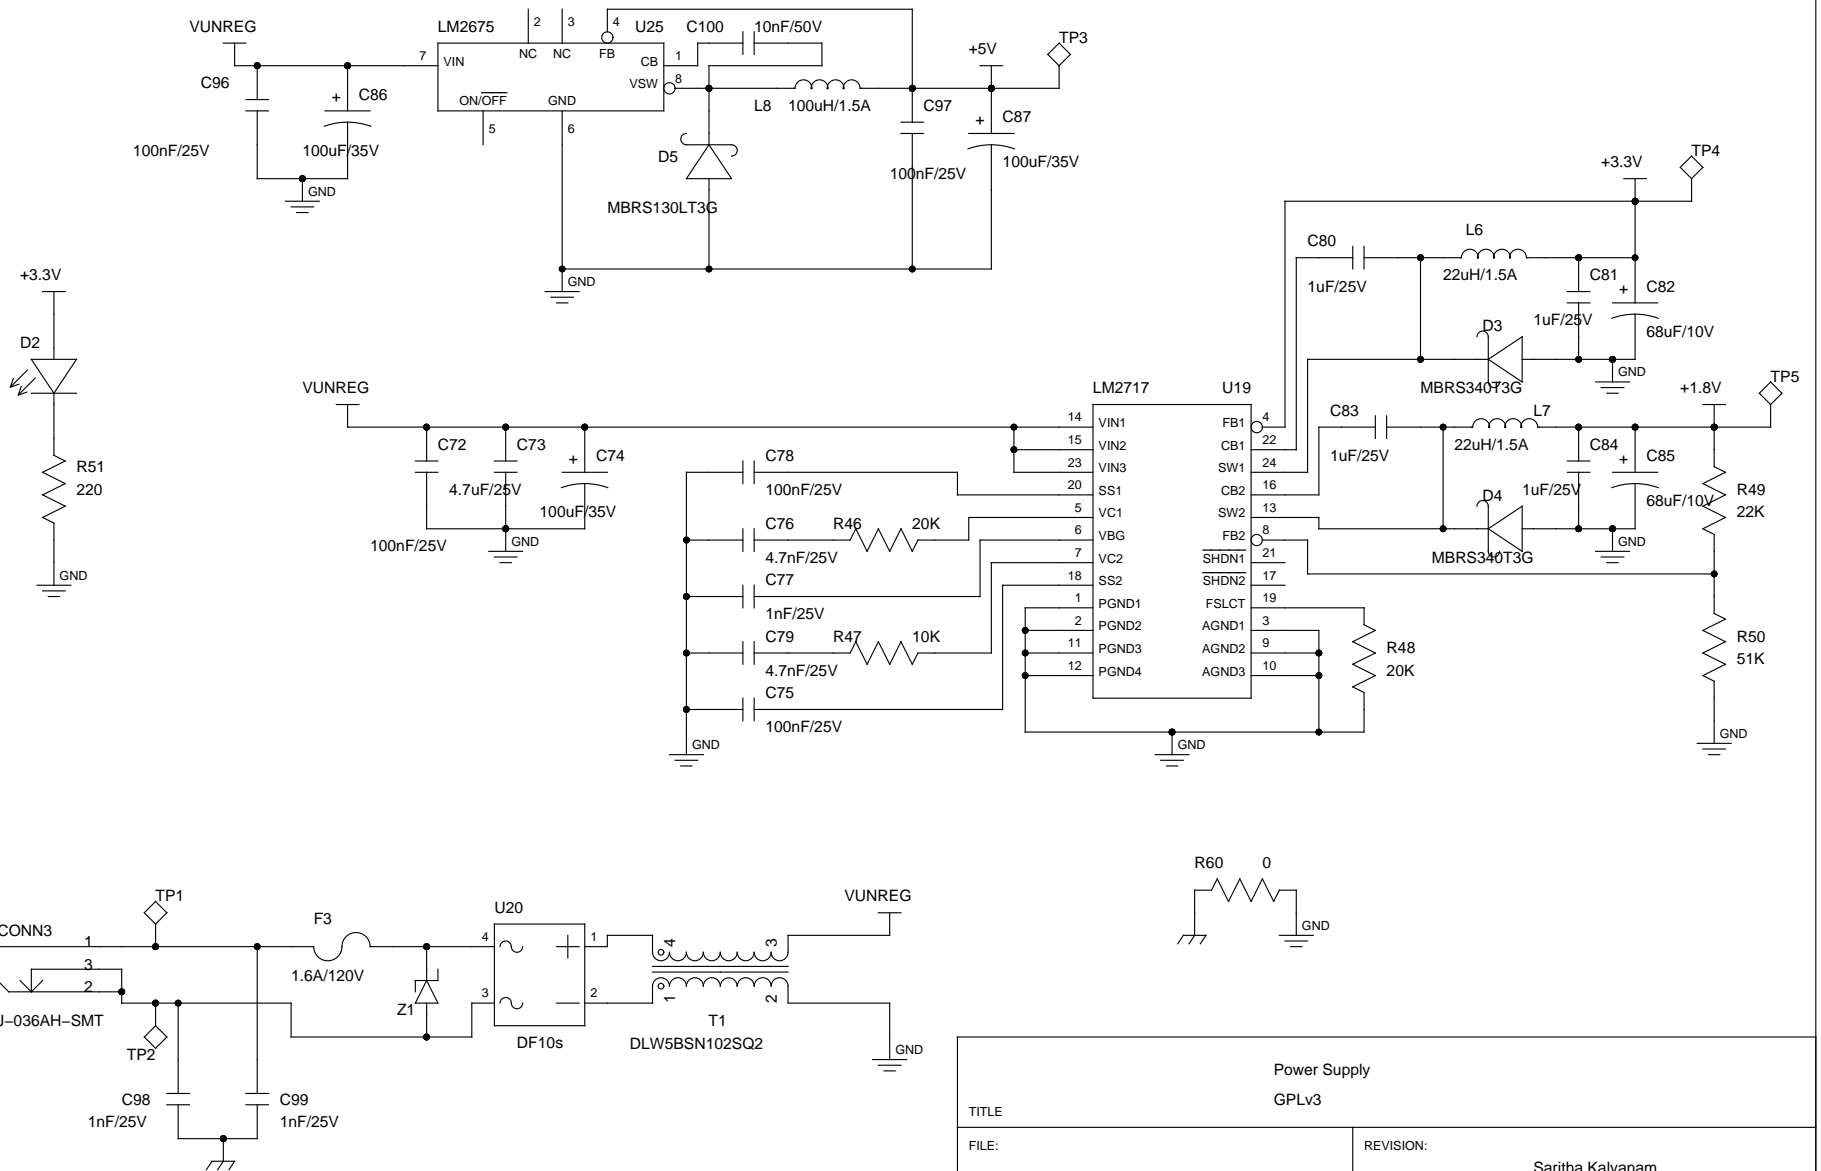 VUNREG
LM2675
2
3
4
U25
C100
10nF/50V
TP3
7
VIN
NC
NC
FB
CB
1
+5V
C96
+
C86
VSW
8
ON/OFF
GND
L8
100uH/1.5A
C97
+
C87
5
6
100nF/25V
100uF/35V
D5
100nF/25V
100uF/35V
GND
MBRS130LT3G
GND
+3.3V
TP4
C80
L6
1uF/25V
22uH/1.5A
C81
+
C82
1uF/25V
68uF/10V
D3
GND
MBRS340T3G
+3.3V
D2
R51
220
GND
VUNREG
LM2717
U19
+1.8V
TP5
C72
C73
+
C74
4.7uF/25V
100uF/35V
100nF/25V
GND
C78
100nF/25V
C76
R46
20K
4.7nF/25V
C77
1nF/25V
C79
R47
10K
4.7nF/25V
C75
100nF/25V
GND
14 VIN1 FB1 4
15 VIN2 CB1 22
23 VIN3 SW1 24
20 SS1 CB2 16
5 VC1 SW2 13
6 VBG FB2 8
7 VC2 SHDN1 21
18 SS2 SHDN2 17
1 PGND1 FSLCT 19
2 PGND2 AGND1 3
11 PGND3 AGND2 9
12 PGND4 AGND3 10
GND
C83
L7
1uF/25V
22uH/1.5A
C84
+
C85
1uF/25V
68uF/10V
D4
GND
MBRS340T3G
R49
22K
R48
20K
R50
51K
GND
R60
0
GND
CONN3
1
3
2
J-036AH-SMT
TP1
TP2
F3
1.6A/120V
Z1
U20
4
1
3
2
DF10s
4
3
1
2
T1
DLW5BSN102SQ2
VUNREG
GND
C98
1nF/25V
C99
1nF/25V
Power Supply
GPLv3
TITLE
FILE:
REVISION:
Saritha Kalyanam